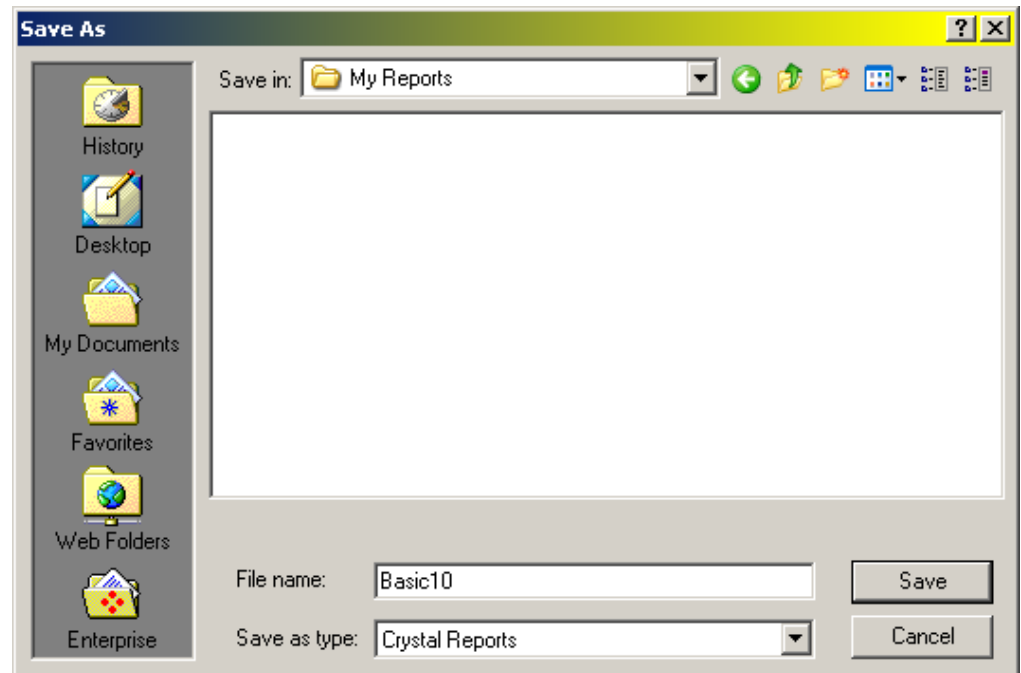 Save As
Save in: My Reports
History
Desktop
My Documents
Favorites
Web Folders
Enterprise
File name: Basic10
Save
Save as type: Crystal Reports
Cancel